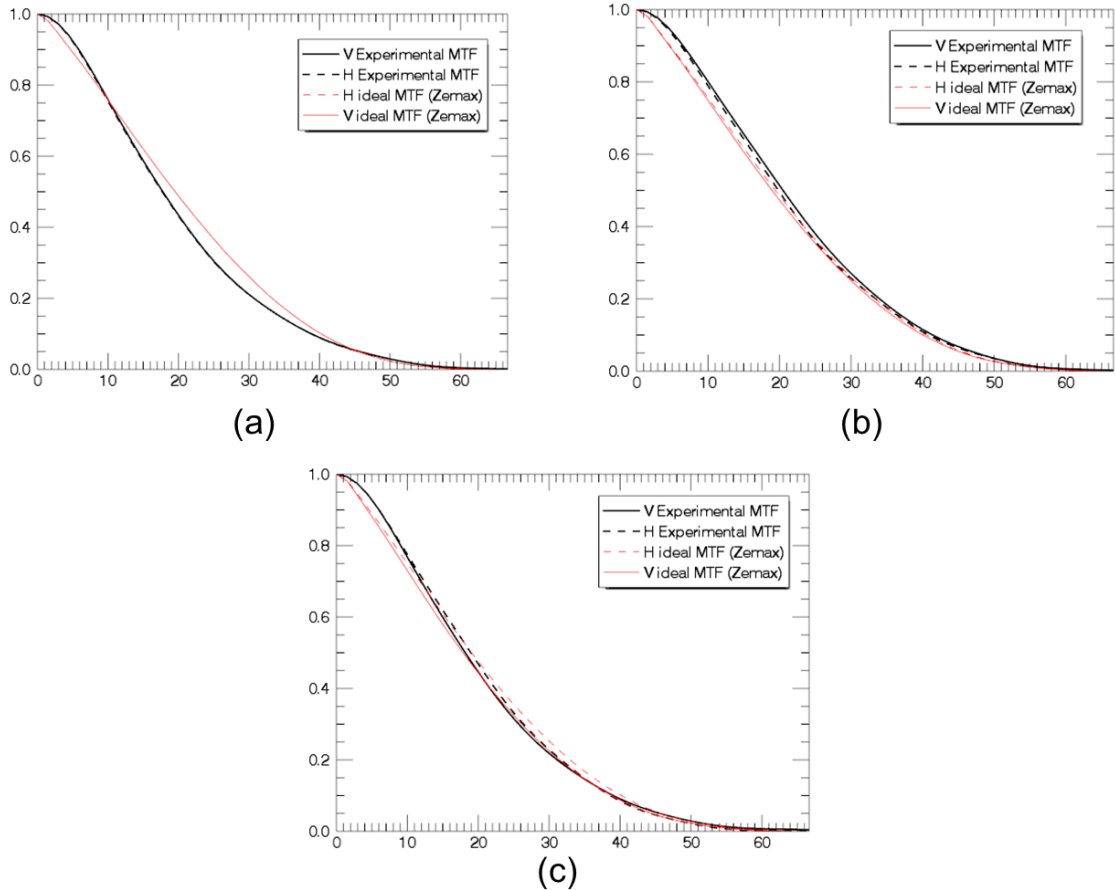 1.0
0.8
0.6
0.4
0.2
0.0
0 10 20 30 40 50 60
V Experimental MTF
H Experimental MTF
H ideal MTF (Zemax)
V ideal MTF (Zemax)
(a)
1.0
0.8
0.6
0.4
0.2
0.0
0 10 20 30 40 50 60
V Experimental MTF
H Experimental MTF
H ideal MTF (Zemax)
V ideal MTF (Zemax)
(b)
1.0
0.8
0.6
0.4
0.2
0.0
0 10 20 30 40 50 60
V Experimental MTF
H Experimental MTF
H ideal MTF (Zemax)
V ideal MTF (Zemax)
(c)